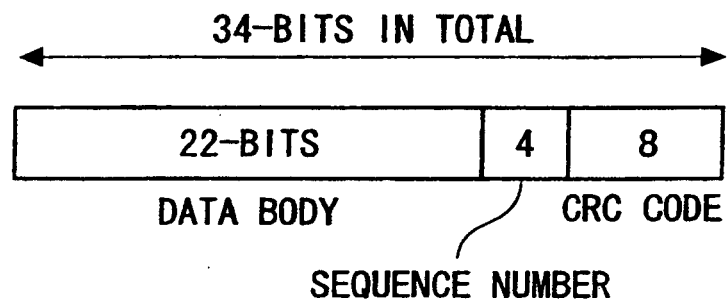 34-BITS IN TOTAL
22-BITS 4 8
DATA BODY CRC CODE
SEQUENCE NUMBER